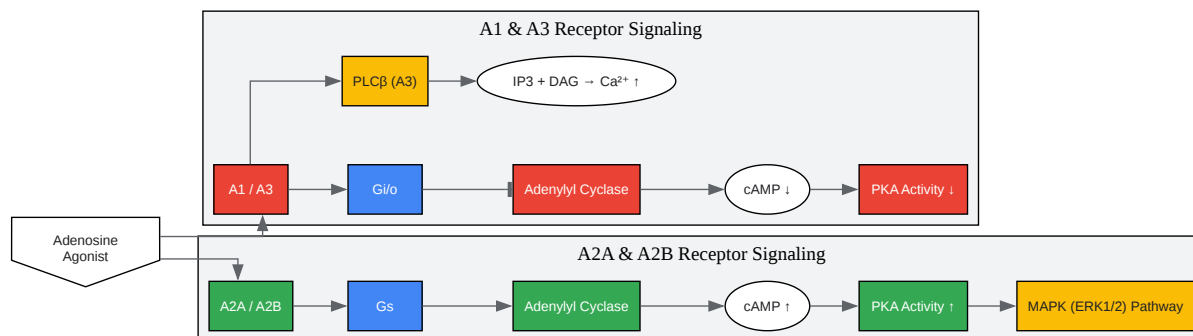 A1 & A3 Receptor Signaling
PLCβ (A3)
IP3 + DAG → Ca²⁺ ↑
A1 / A3
Gi/o
Adenylyl Cyclase
cAMP ↓
PKA Activity ↓
Adenosine
Agonist
A2A & A2B Receptor Signaling
A2A / A2B
Gs
Adenylyl Cyclase
cAMP ↑
PKA Activity ↑
MAPK (ERK1/2) Pathway